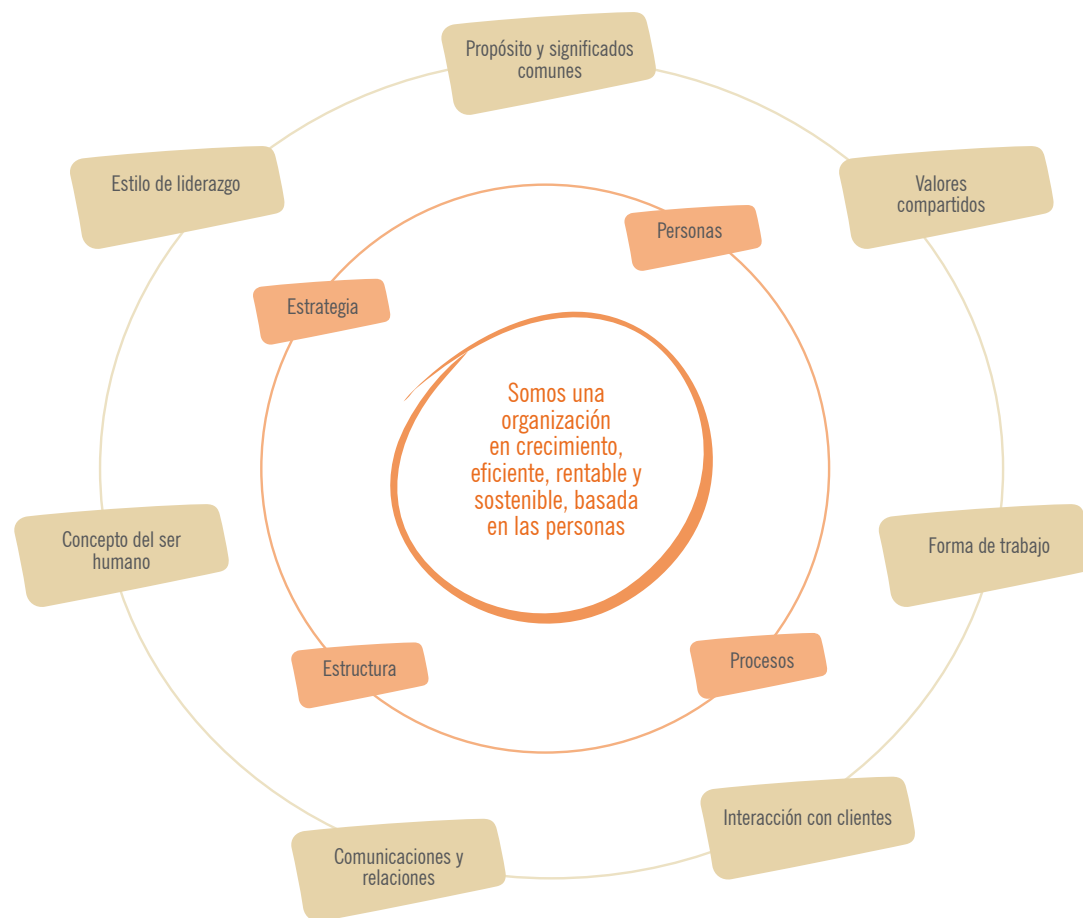 Propósito y significados
comunes
Estilo de liderazgo
Valores
compartidos
Personas
Estrategia
Somos una
organización
en crecimiento,
eficiente, rentable y
sostenible, basada
en las personas
Concepto del ser
humano
Forma de trabajo
Estructura
Procesos
Interacción con clientes
Comunicaciones y
relaciones